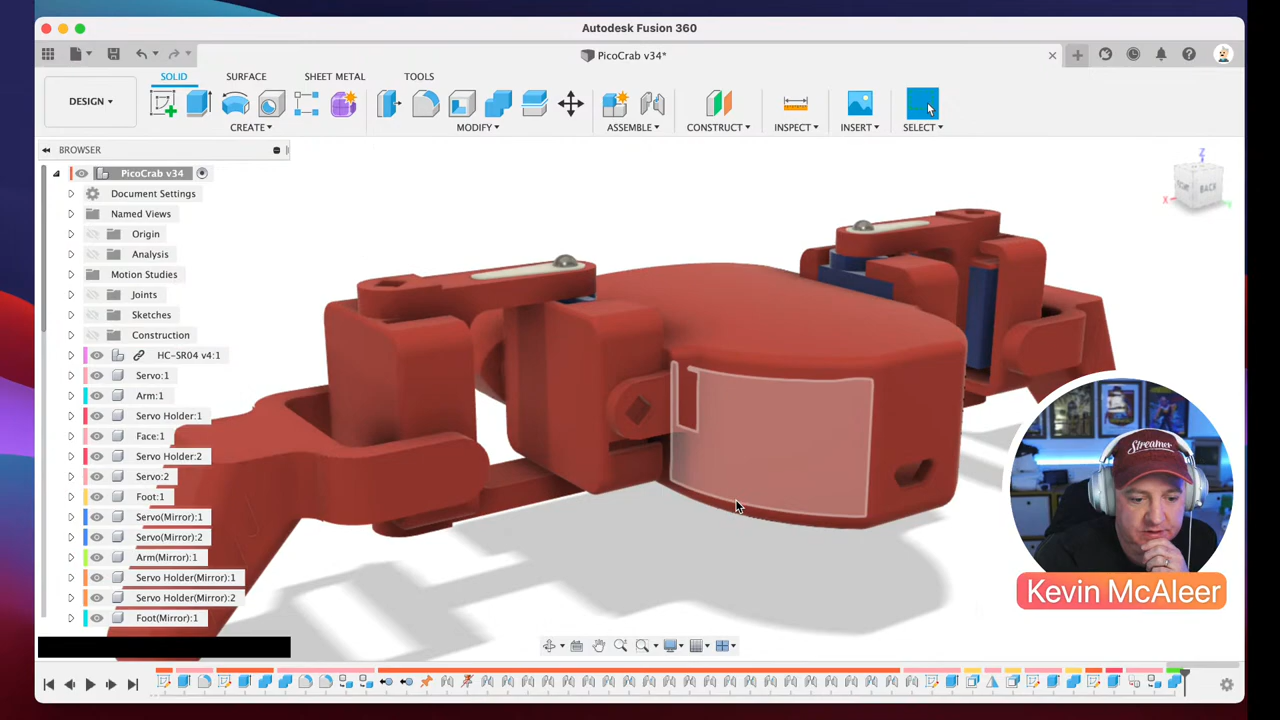 Autodesk Fusion 360
PicoCrab v34*
SOLID SURFACE SHEET METAL TOOLS
DESIGN
CREATE MODIFY ASSEMBLE CONSTRUCT INSPECT INSERT SELECT
BROWSER
PicoCrab v34
Document Settings
Named Views
Origin
Analysis
Motion Studies
Joints
Sketches
Construction
HC-SR04 v4:1
Servo:1
Arm:1
Servo Holder:1
Face:1
Servo Holder:2
Servo:2
Foot:1
Servo(Mirror):1
Servo(Mirror):2
Arm(Mirror):1
Servo Holder(Mirror):1
Servo Holder(Mirror):2
Foot(Mirror):1
Z
RIGHT BACK
X
Streamer
Kevin McAleer